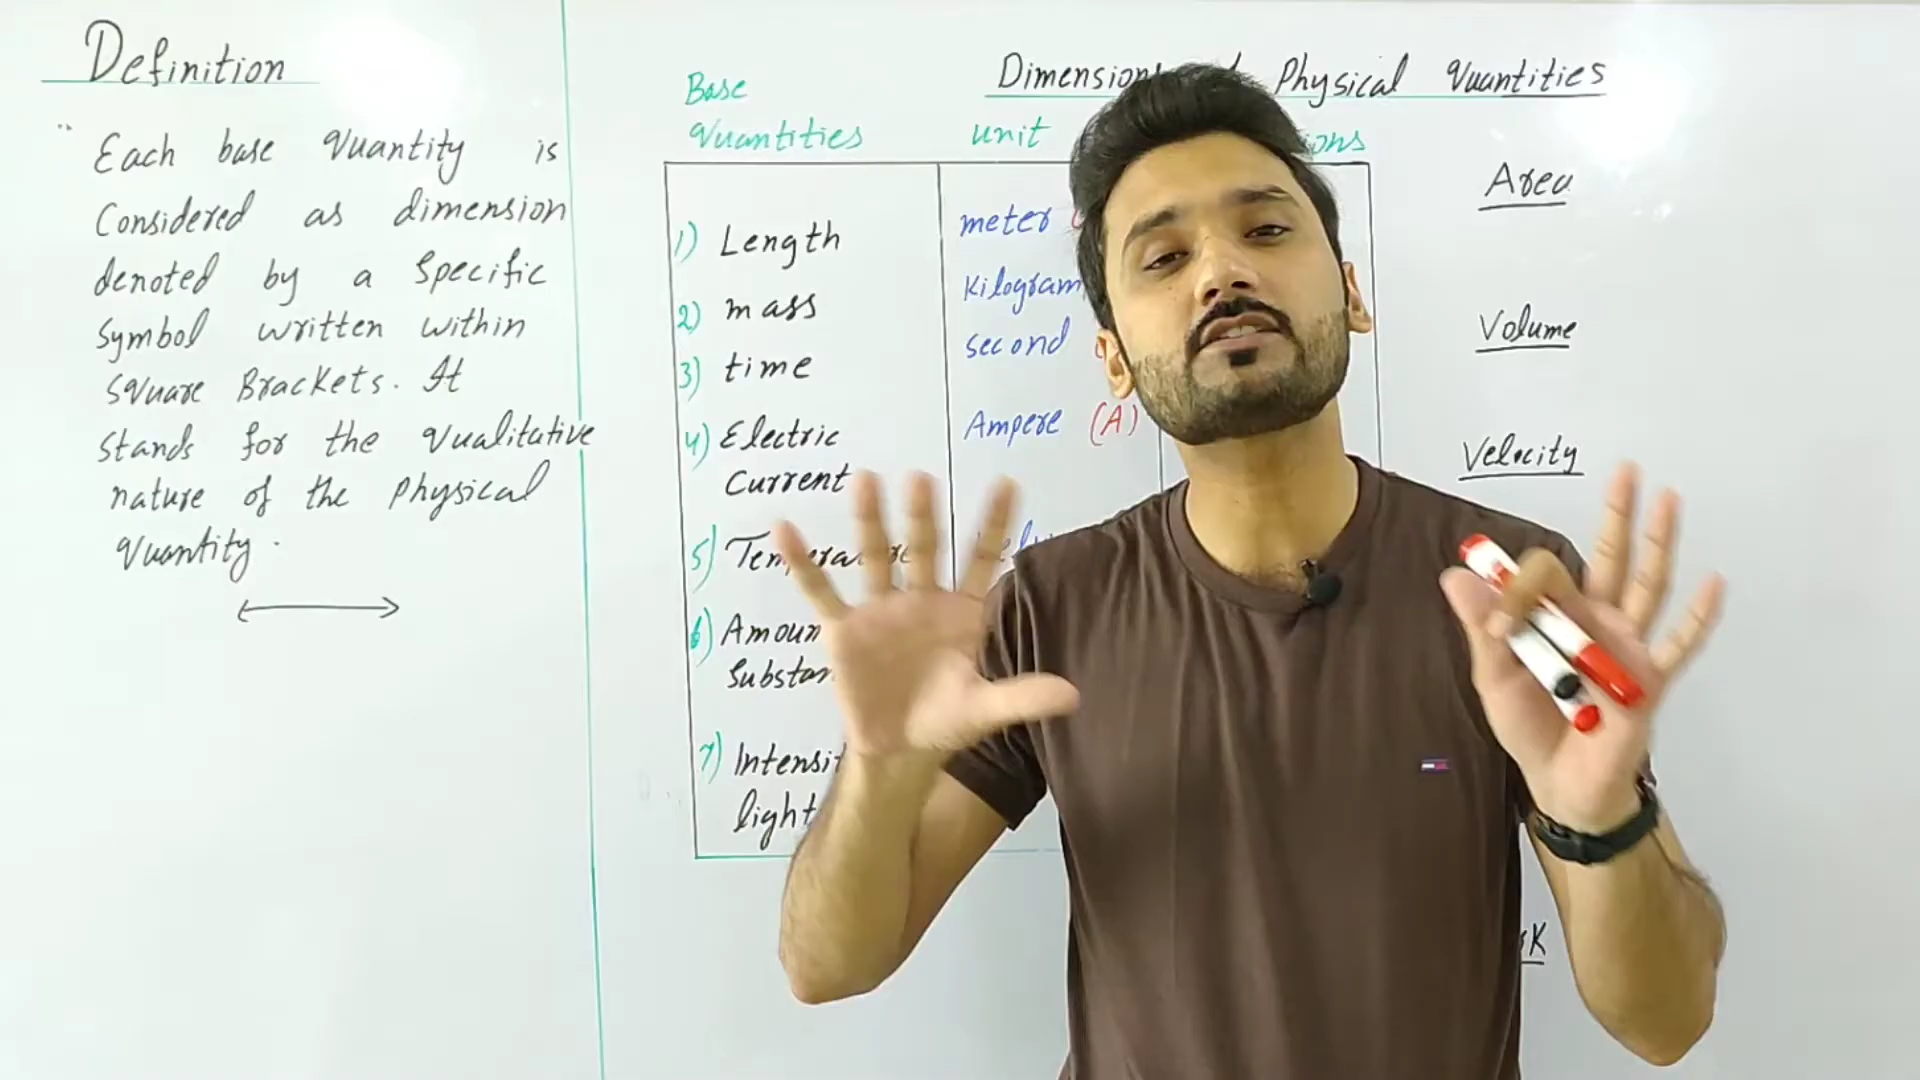 Definition
Each base quantity is
Considered as dimension
denoted by a specific
symbol written within
square Brackets. It
stands for the qualitative
nature of the physical
quantity.
Dimensions Physical Quantities
Base
quantities
unit
1) Length
meter
2) mass
Kilogram
3) time
second
4) Electric
Current
Ampere (A)
5) Temperature
6)
7)
light
Area
Volume
Velocity